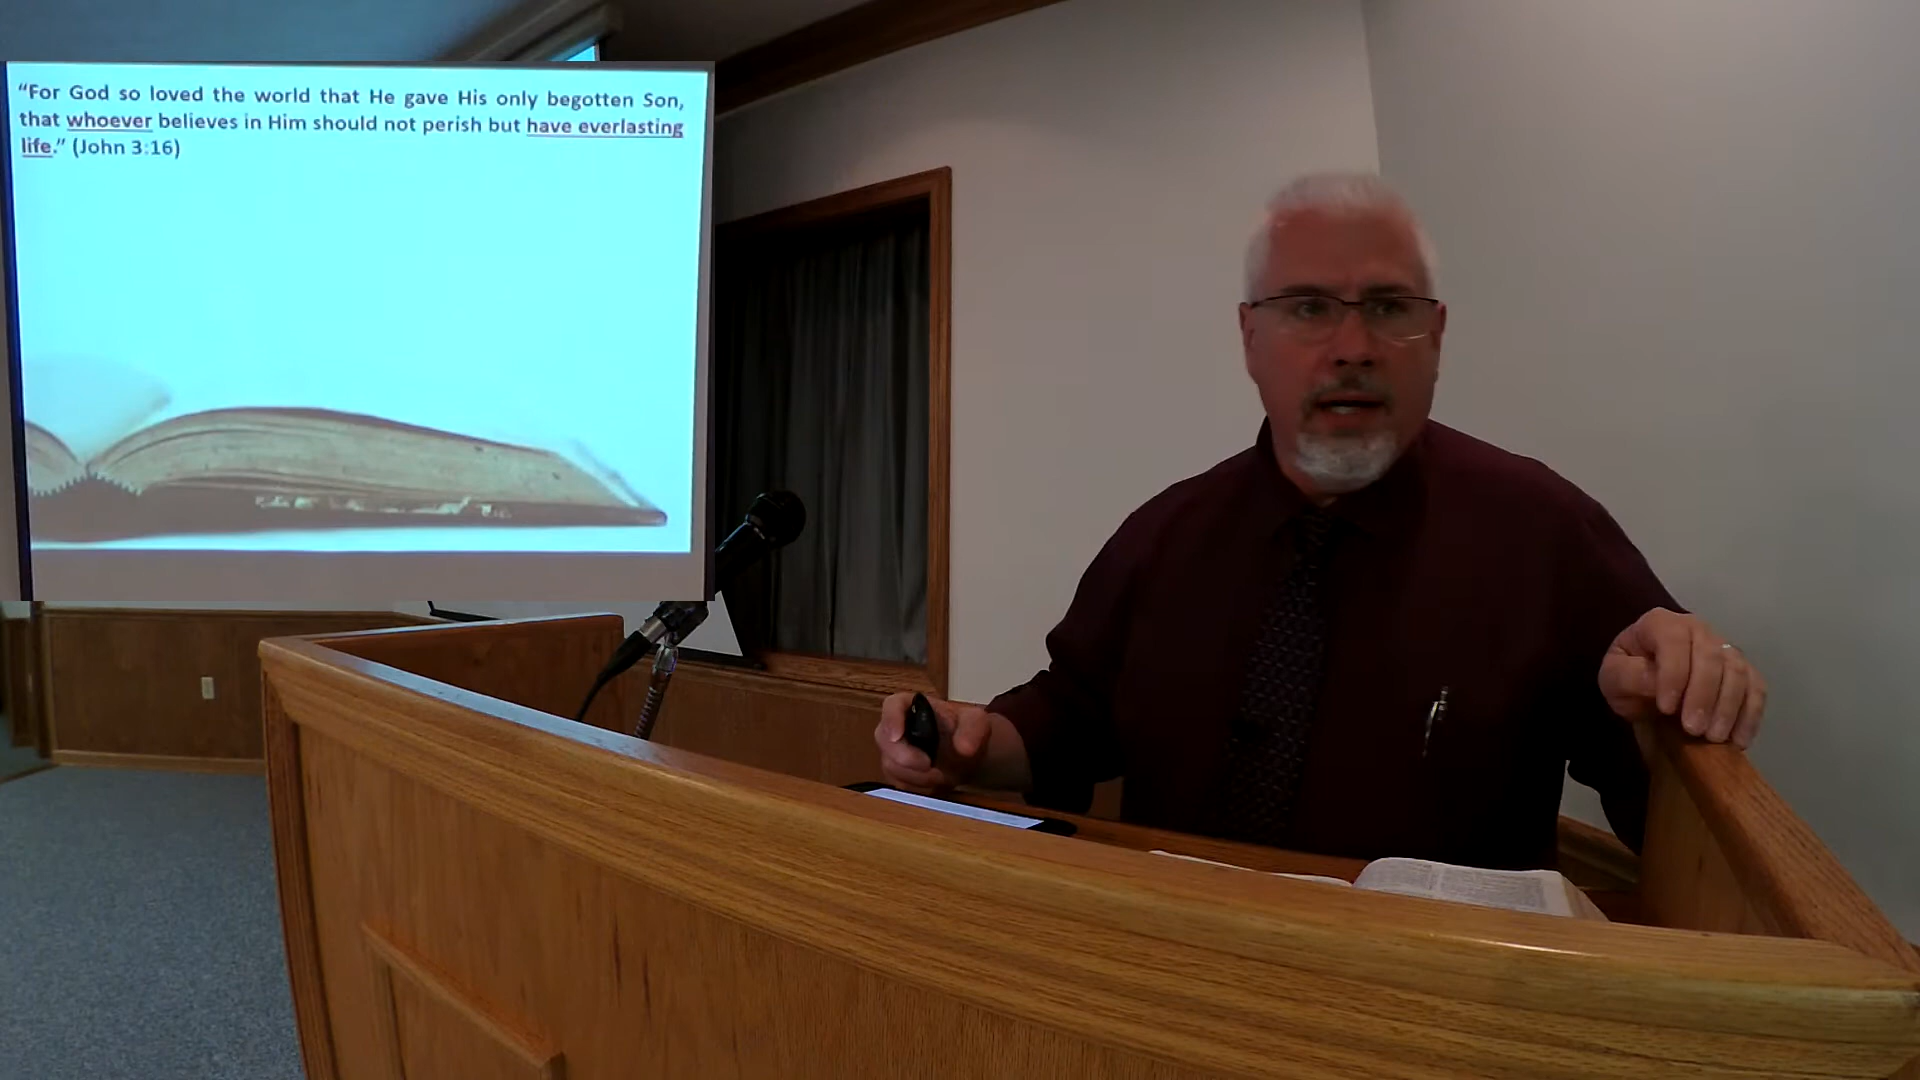 “For God so loved the world that He gave His only begotten Son,
that whoever believes in Him should not perish but have everlasting
life.” (John 3:16)